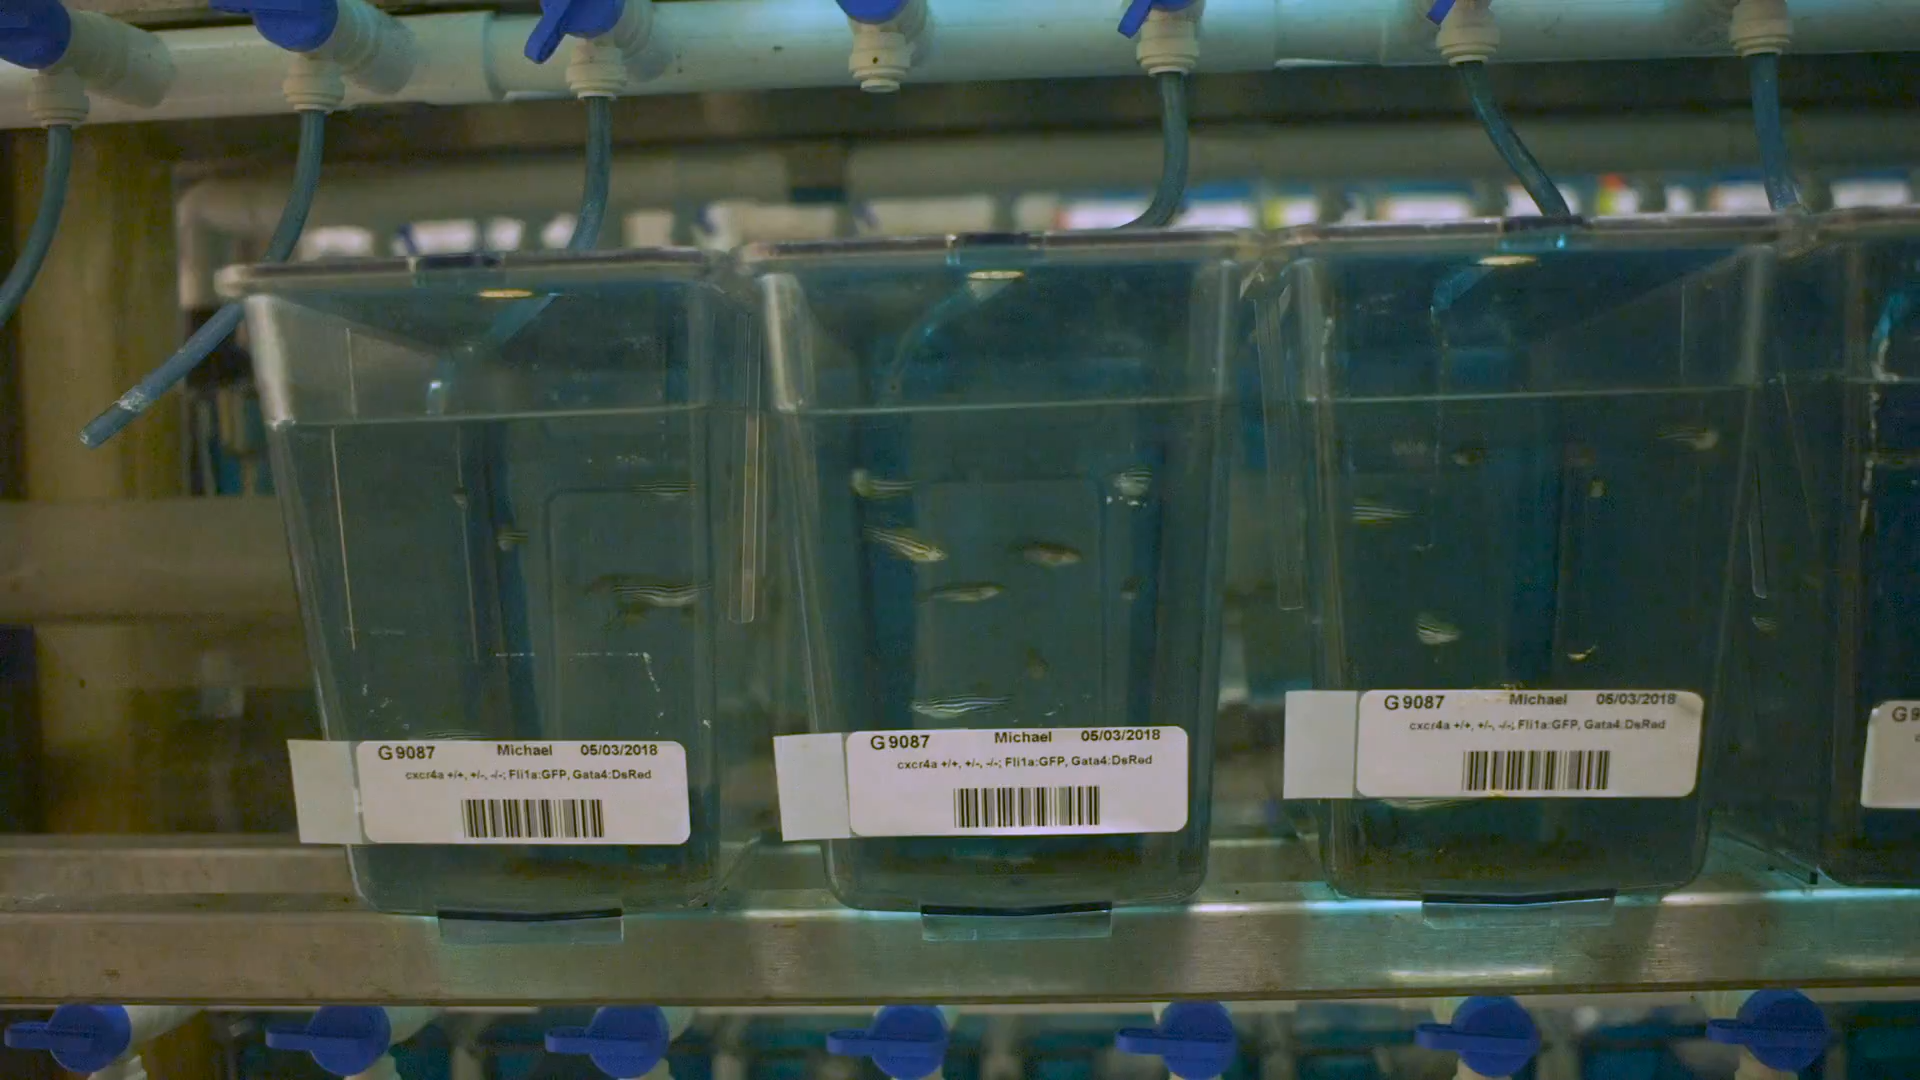 G9087 Michael 05/03/2018
cxcr4a +/+, +/-, -/-; Fli1a:GFP, Gata4:DsRed
G9087 Michael 05/03/2018
cxcr4a +/+, +/-, -/-; Fli1a:GFP, Gata4:DsRed
G9087 Michael 05/03/2018
cxcr4a +/+, +/-, -/-; Fli1a:GFP, Gata4:DsRed
G9